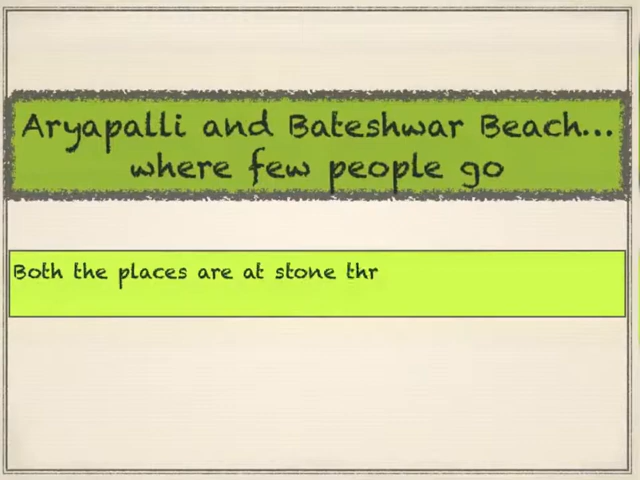 Aryapalli and Bateshwar Beach...
where few people go
Both the places are at stone thr